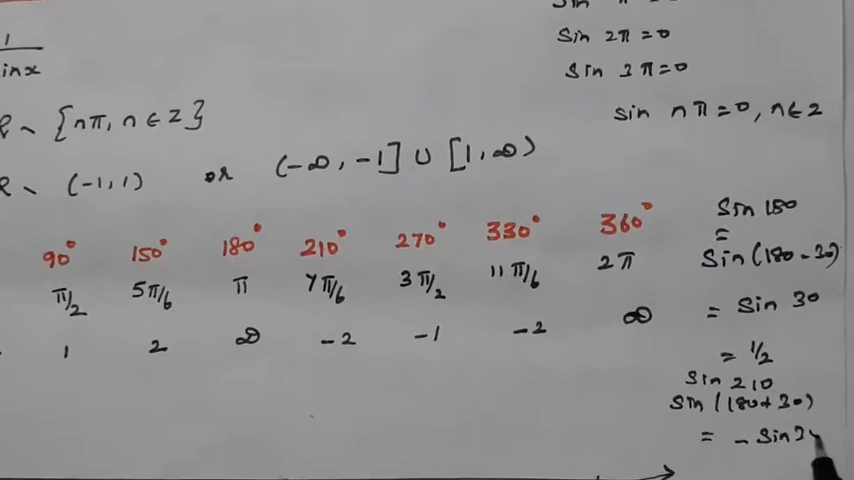 Sin 2π = 0
1
inx
Sin 3π = 0
{nπ, n ∈ Z}
sin nπ = 0, n ∈ Z
R ~ (-1, 1) or (-∞, -1] ∪ [1, ∞)
90° 150° 180° 210° 270° 330° 360°
π/2 5π/6 π 7π/6 3π/2 11π/6 2π
1 2 ∞ -2 -1 -2 ∞
Sin 180
=
Sin (180 - 30)
= Sin 30
= 1/2
Sin 210
Sin (180 + 30)
= - Sin 3